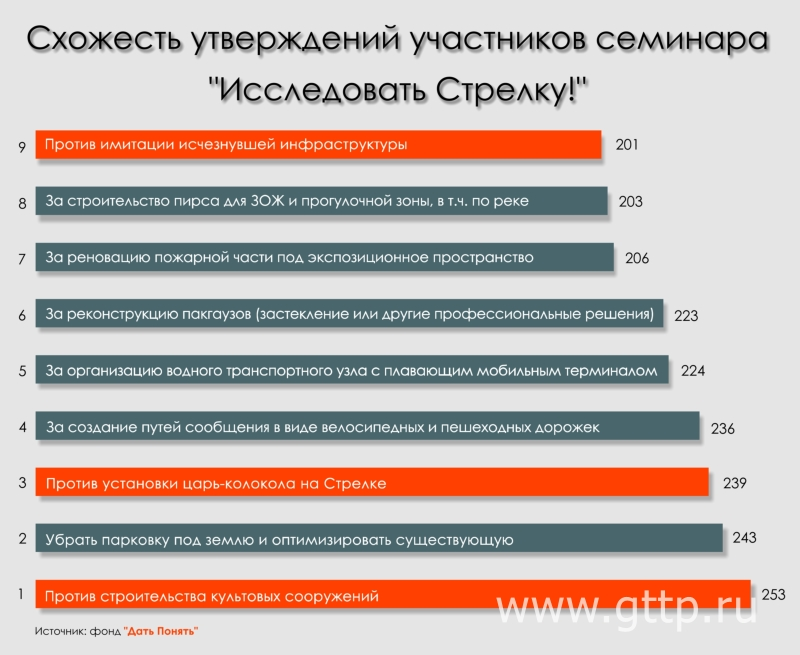 Схожесть утверждений участников семинара
"Исследовать Стрелку!"
9 Против имитации исчезнувшей инфраструктуры 201
8 За строительство пирса для ЗОЖ и прогулочной зоны, в т.ч. по реке 203
7 За реновацию пожарной части под экспозиционное пространство 206
6 За реконструкцию пакгаузов (застекление или другие профессиональные решения) 223
5 За организацию водного транспортного узла с плавающим мобильным терминалом 224
4 За создание путей сообщения в виде велосипедных и пешеходных дорожек 236
3 Против установки царь-колокола на Стрелке 239
2 Убрать парковку под землю и оптимизировать существующую 243
1 Против строительства культовых сооружений 253
www.gttp.ru
Источник: фонд "Дать Понять"